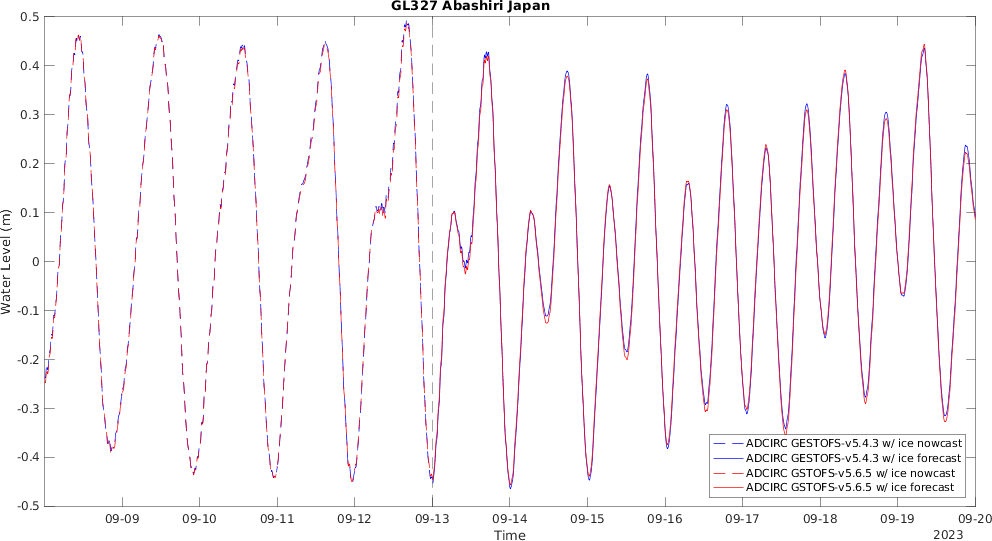 GL327 Abashiri Japan
0.5
0.4
0.3
0.2
0.1
0
-0.1
-0.2
-0.3
-0.4
-0.5
Water Level (m)
ADCIRC GESTOFS-v5.4.3 w/ ice nowcast
ADCIRC GESTOFS-v5.4.3 w/ ice forecast
ADCIRC GSTOFS-v5.6.5 w/ ice nowcast
ADCIRC GSTOFS-v5.6.5 w/ ice forecast
09-09 09-10 09-11 09-12 09-13 09-14 09-15 09-16 09-17 09-18 09-19 09-20
Time
2023